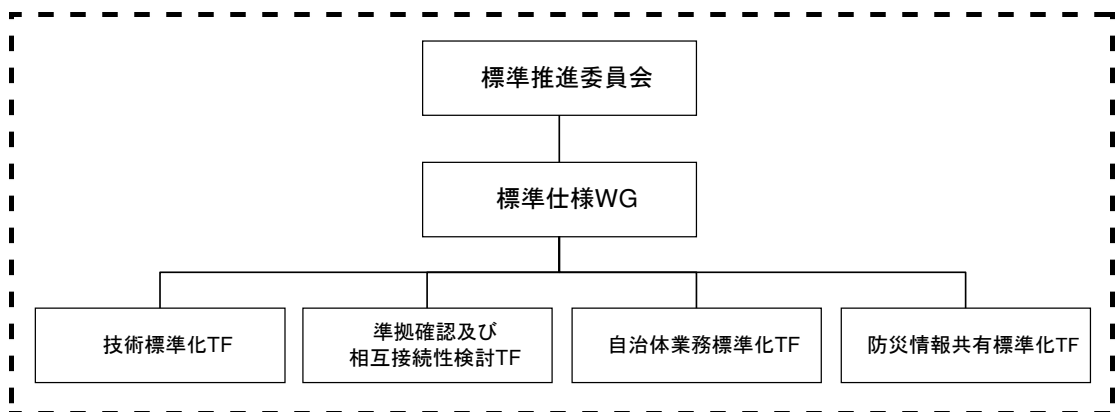 標準推進委員会
標準仕様WG
技術標準化TF
準拠確認及び
相互接続性検討TF
自治体業務標準化TF
防災情報共有標準化TF